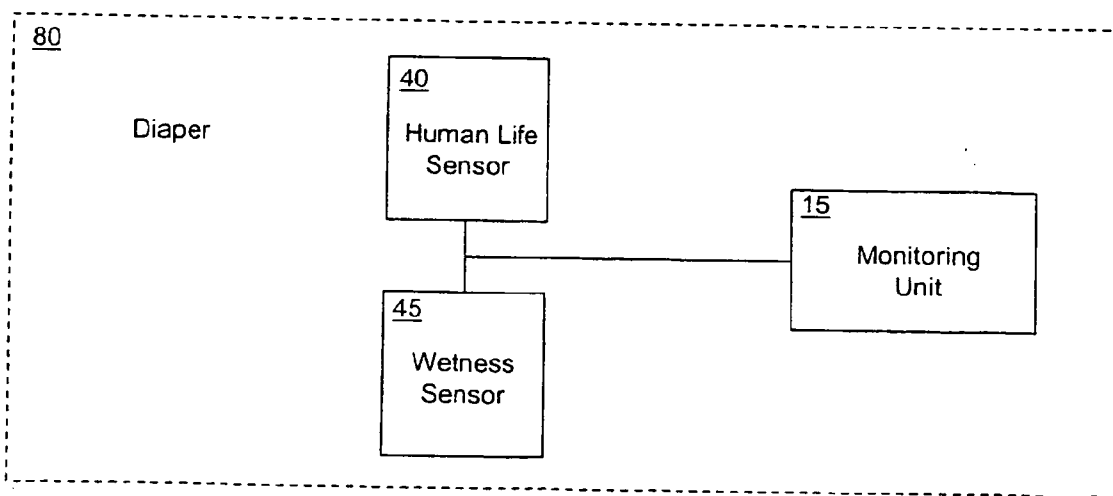 80
Diaper
40
Human Life
Sensor
15
Monitoring
Unit
45
Wetness
Sensor